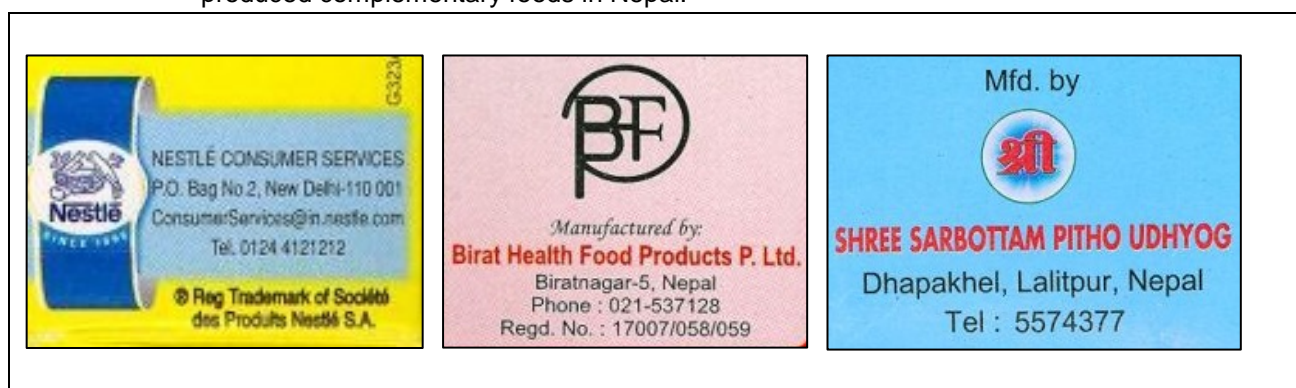 produced complementary foods in Nepal.
G323
Nestlé
SINCE 1866
NESTLÉ CONSUMER SERVICES
P.O. Bag No.2, New Delhi-110 001
ConsumerServices@in.nestle.com
Tel. 0124 4121212
® Reg Trademark of Société
des Produits Nestlé S.A.
BFP
Manufactured by:
Birat Health Food Products P. Ltd.
Biratnagar-5, Nepal
Phone : 021-537128
Regd. No. : 17007/058/059
Mfd. by
श्री
SHREE SARBOTTAM PITHO UDHYOG
Dhapakhel, Lalitpur, Nepal
Tel : 5574377